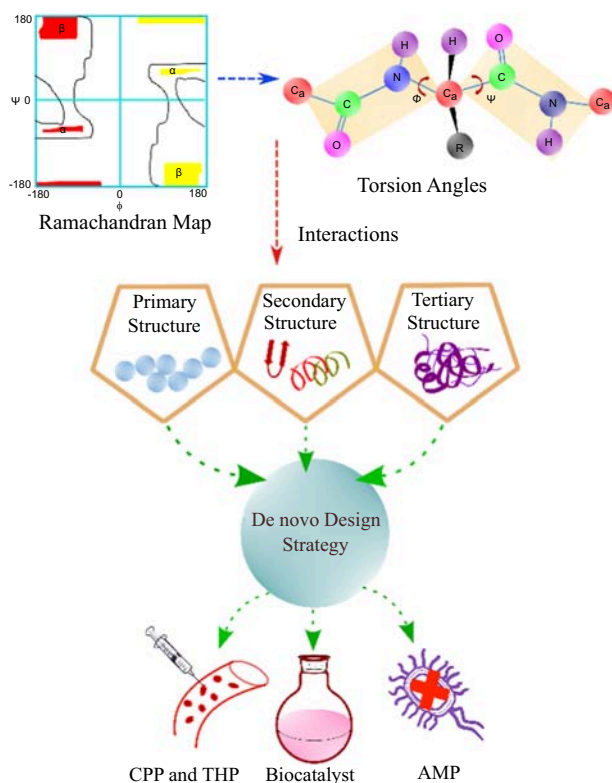 180
β
α
Ψ 0
α
β
-180
-180 0 180
ϕ
Ramachandran Map
O
H
H
N
C
Ca
Φ
Ca
Ψ
C
Ca
N
O
R
H
Torsion Angles
Interactions
Primary
Structure
Secondary
Structure
Tertiary
Structure
De novo Design
Strategy
CPP and THP
Biocatalyst
AMP